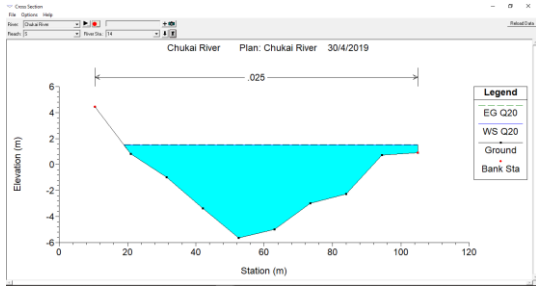 Cross Section
File Options Help
River: Chukai River
Reload Data
Reach: S River Sta.: 14
Chukai River Plan: Chukai River 30/4/2019
.025
Legend
EG Q20
WS Q20
Ground
Bank Sta
Elevation (m)
6
4
2
0
-2
-4
-6
0 20 40 60 80 100 120
Station (m)